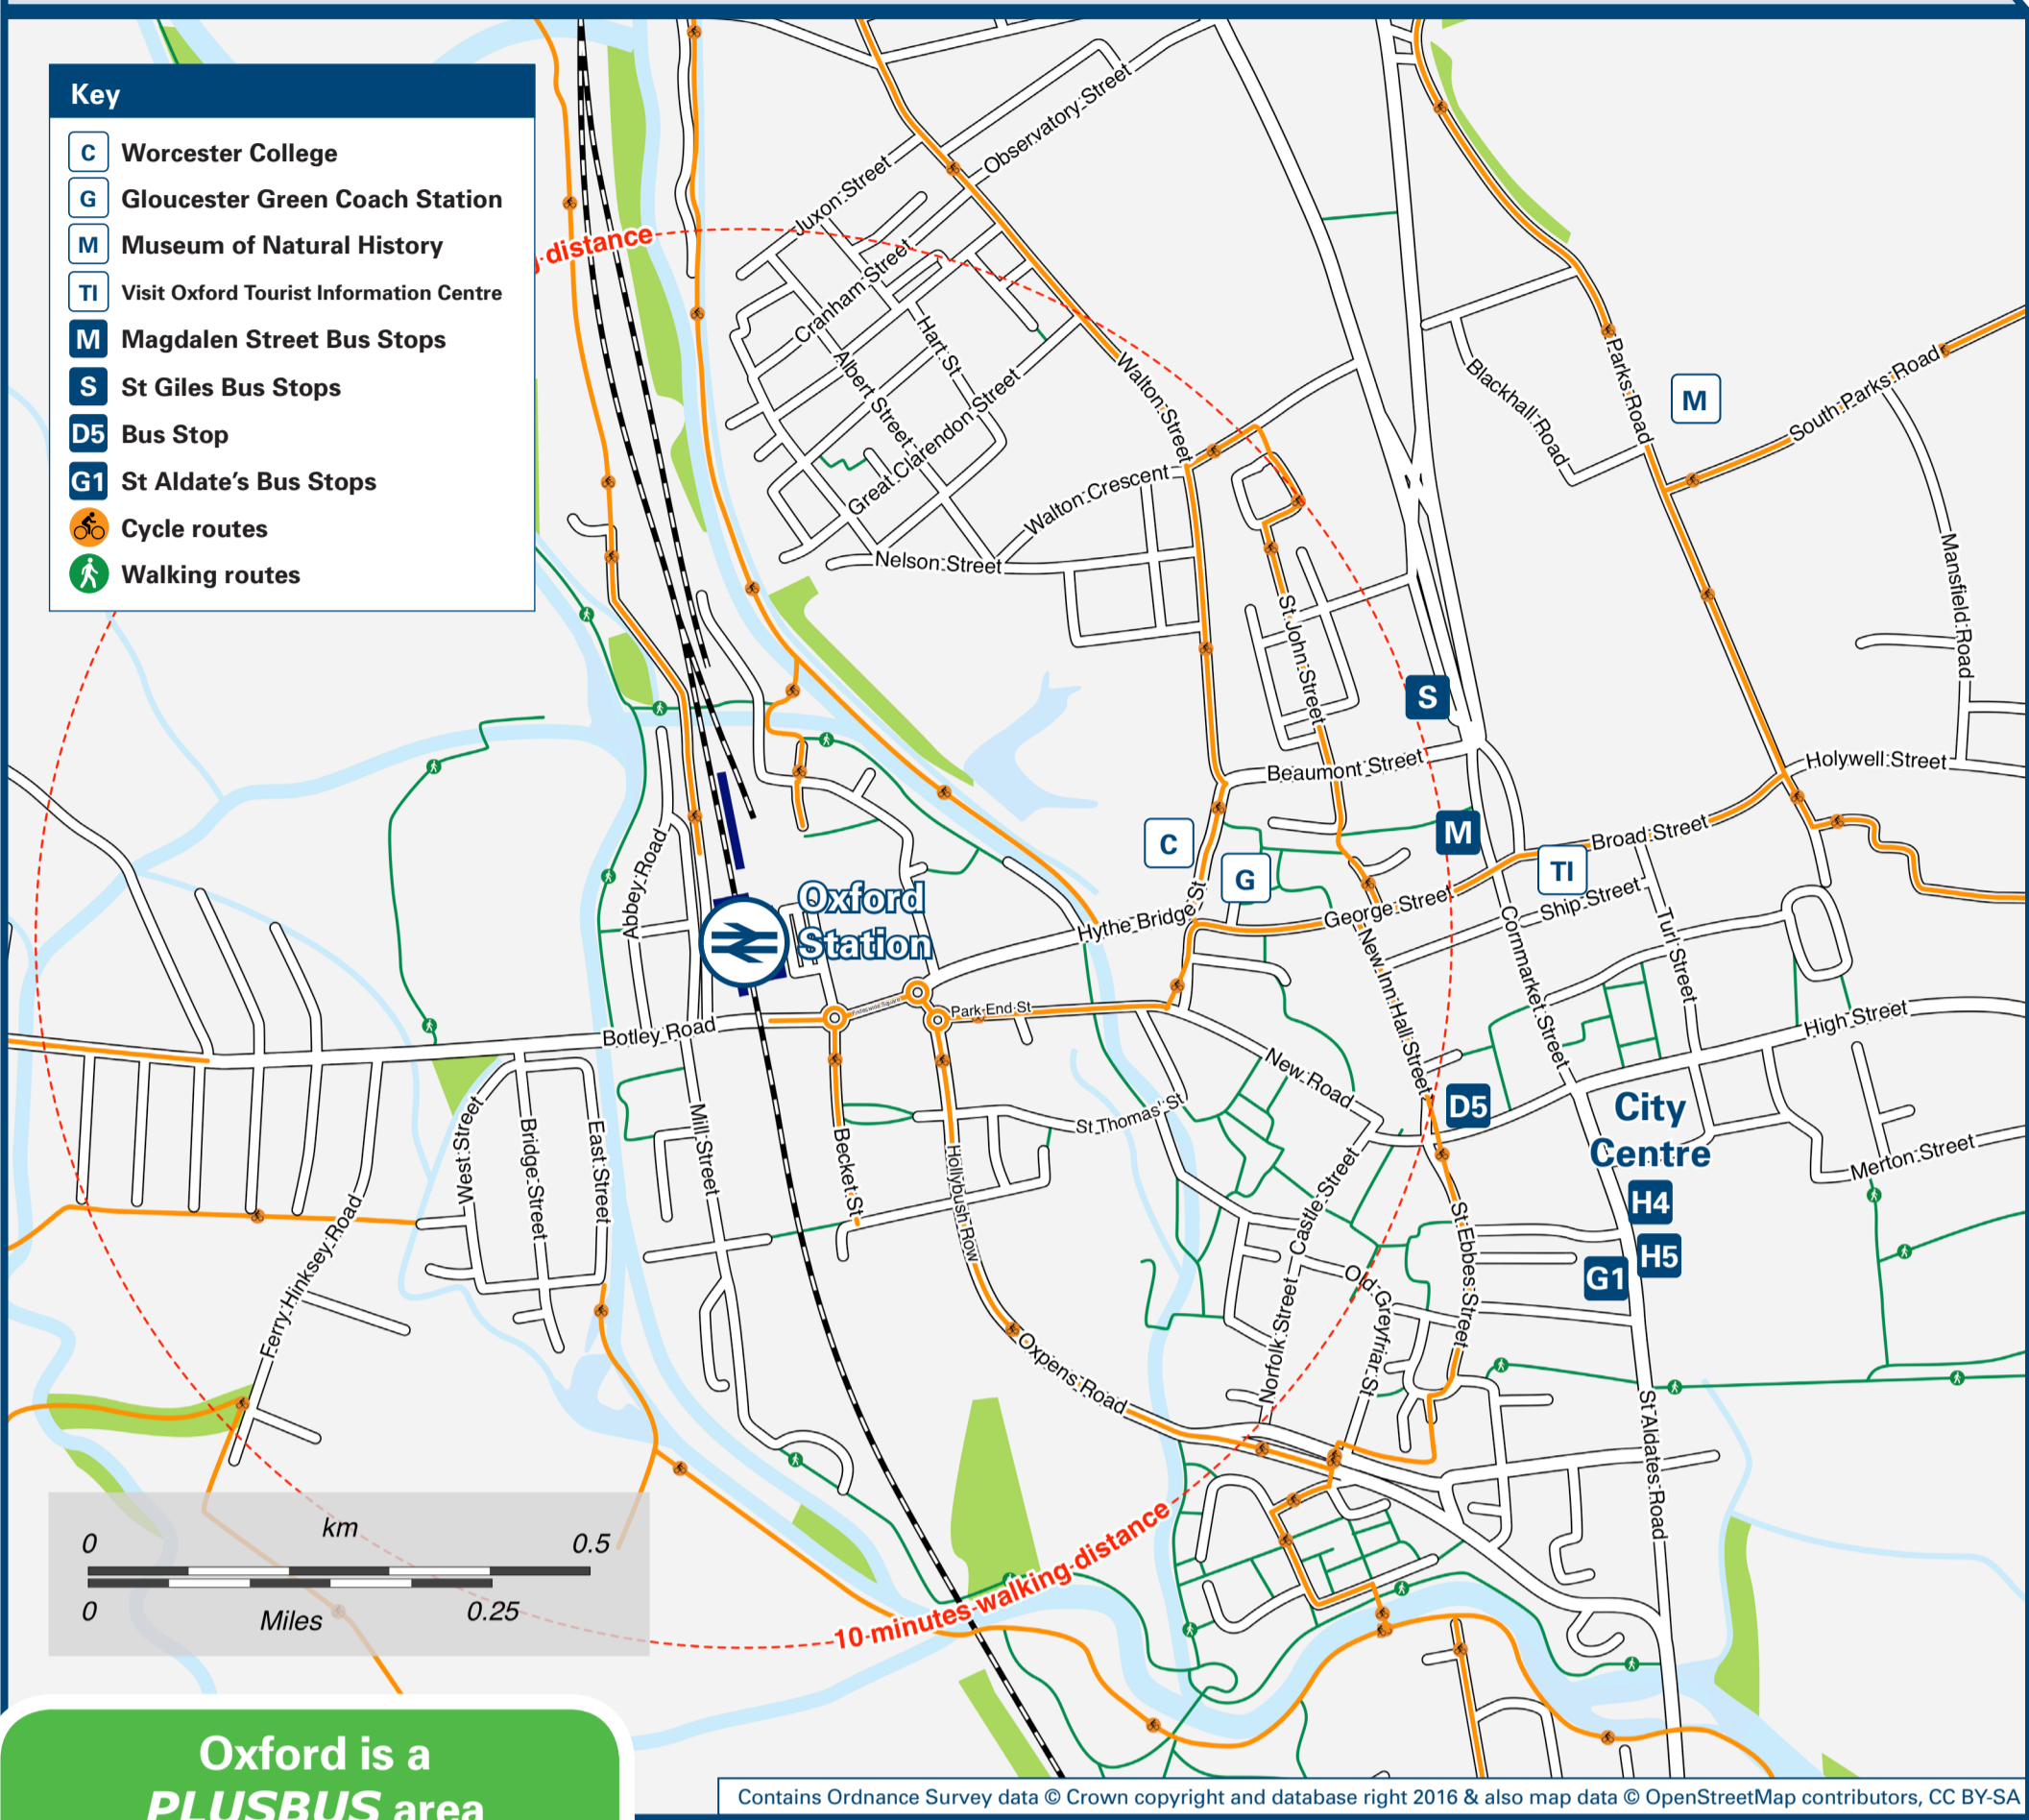 Key
C Worcester College
G Gloucester Green Coach Station
M Museum of Natural History
TI Visit Oxford Tourist Information Centre
M Magdalen Street Bus Stops
S St Giles Bus Stops
D5 Bus Stop
G1 St Aldate's Bus Stops
Cycle routes
Walking routes
distance
Observatory Street
Juxon Street
Cranham Street
Hart St
Albert Street
Great Clarendon Street
Walton Street
Walton Crescent
Nelson Street
Parks Road
Blackhall Road
M
South Parks Road
Mansfield Road
St John Street
S
Beaumont Street
Holywell Street
M
Broad Street
C
G
TI
Abbey Road
Oxford
Station
Hythe Bridge St
George Street
Ship Street
Cornmarket Street
Turl Street
New Inn Hall Street
Park End St
Botley Road
High Street
New Road
D5
City
Centre
St Thomas' St
Merton Street
West Street
Bridge Street
East Street
Mill Street
Becket St
Hollybush Row
Castle Street
St Ebbes Street
H4
H5
G1
Ferry Hinksey Road
Old Greyfriar St
Norfolk Street
Oxpens Road
St Aldates Road
10 minutes walking distance
km
0 0.5
0 0.25
Miles
Oxford is a
PLUSBUS area
Contains Ordnance Survey data © Crown copyright and database right 2016 & also map data © OpenStreetMap contributors, CC BY-SA